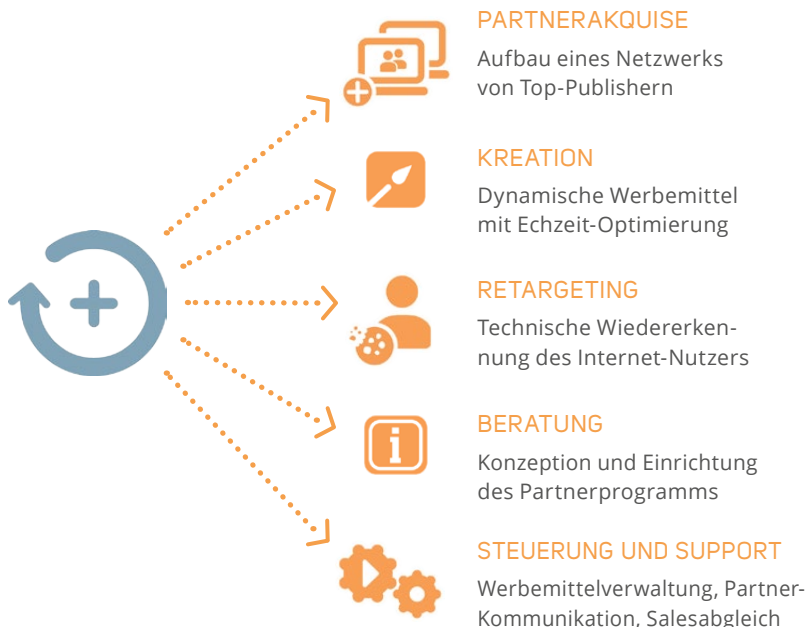 PARTNERAKQUISE
Aufbau eines Netzwerks
von Top-Publishern
KREATION
Dynamische Werbemittel
mit Echzeit-Optimierung
RETARGETING
Technische Wiedererken-
nung des Internet-Nutzers
BERATUNG
Konzeption und Einrichtung
des Partnerprogramms
STEUERUNG UND SUPPORT
Werbemittelverwaltung, Partner-
Kommunikation, Salesabgleich